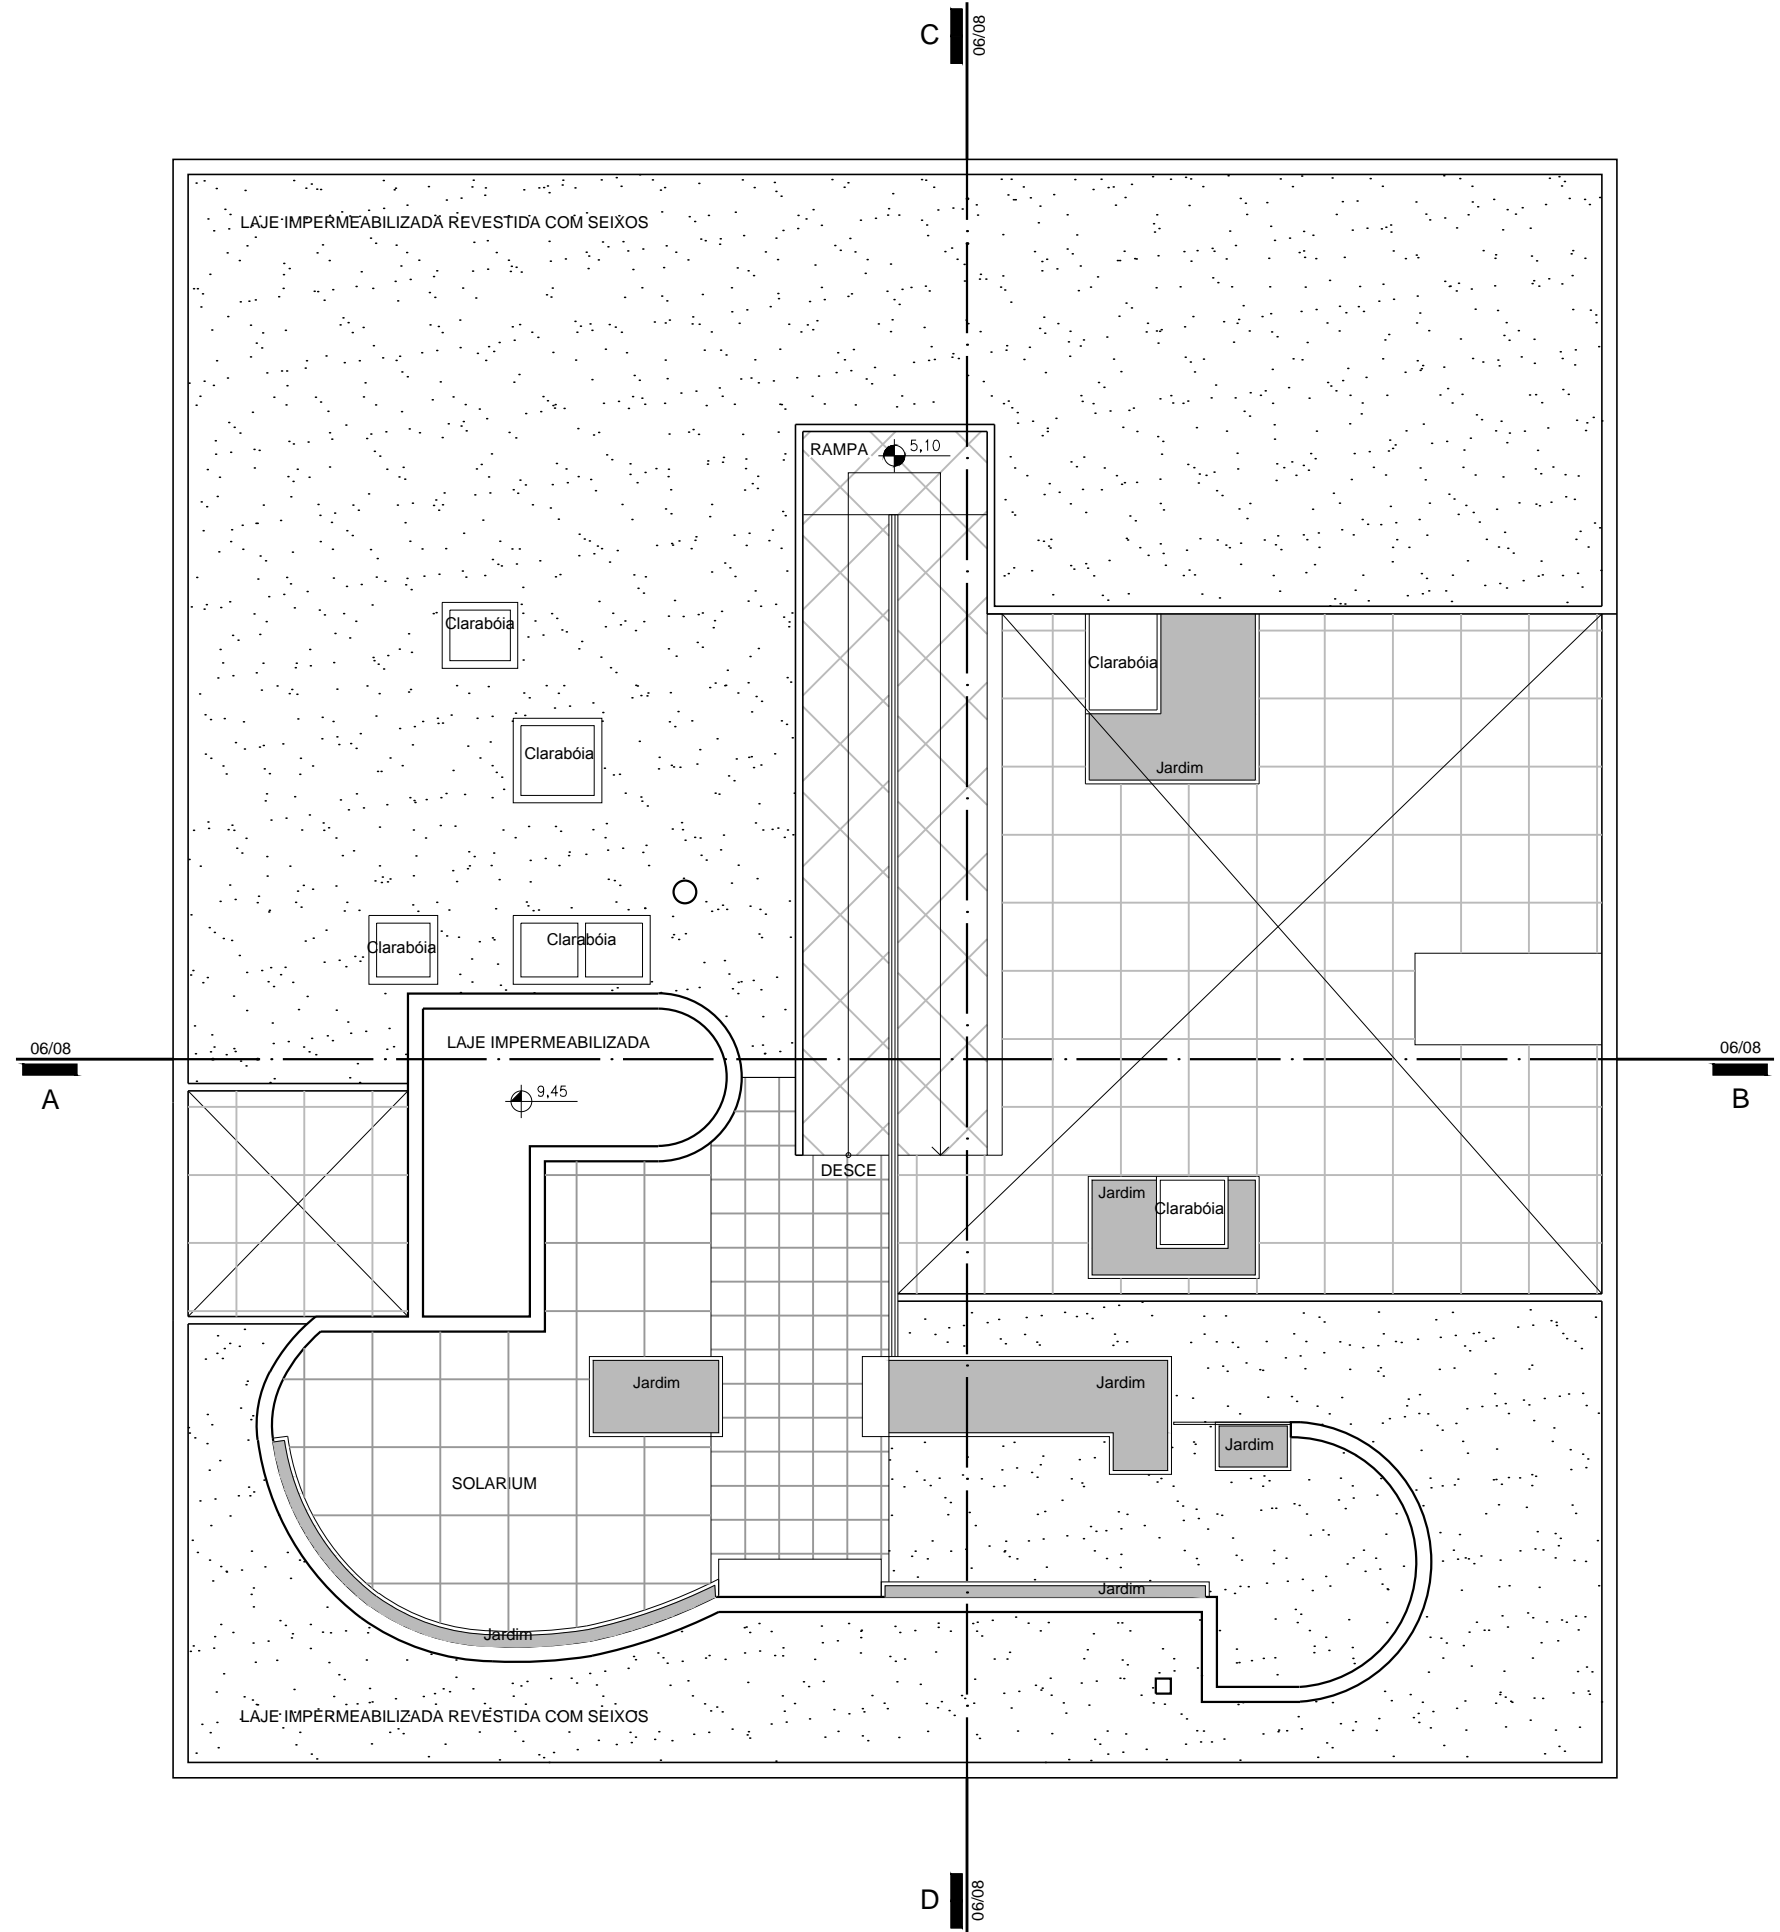 C
06/08
LAJE IMPERMEABILIZADA REVESTIDA COM SEIXOS
RAMPA
5,10
Clarabóia
Clarabóia
Clarabóia
Jardim
Clarabóia
Clarabóia
LAJE IMPERMEABILIZADA
06/08
A
06/08
B
9,45
DESCE
Jardim
Clarabóia
Jardim
Jardim
Jardim
SOLARIUM
Jardim
Jardim
LAJE IMPERMEABILIZADA REVESTIDA COM SEIXOS
D
06/08